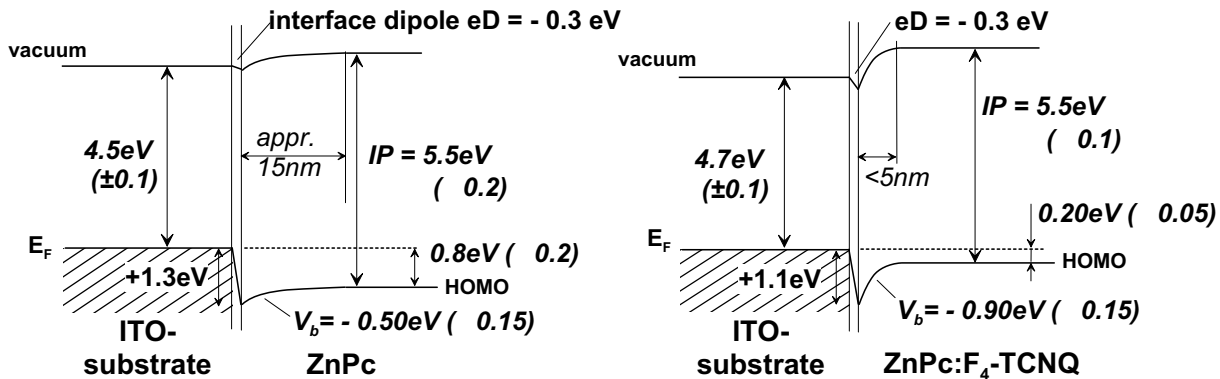 interface dipole eD = - 0.3 eV
vacuum
4.5eV
(±0.1)
appr.
15nm
IP = 5.5eV
( 0.2)
E_F
+1.3eV
0.8eV ( 0.2)
HOMO
V_b= - 0.50eV ( 0.15)
ITO-
substrate
ZnPc
eD = - 0.3 eV
vacuum
4.7eV
(±0.1)
<5nm
IP = 5.5eV
( 0.1)
0.20eV ( 0.05)
E_F
+1.1eV
HOMO
V_b= - 0.90eV ( 0.15)
ITO-
substrate
ZnPc:F₄-TCNQ